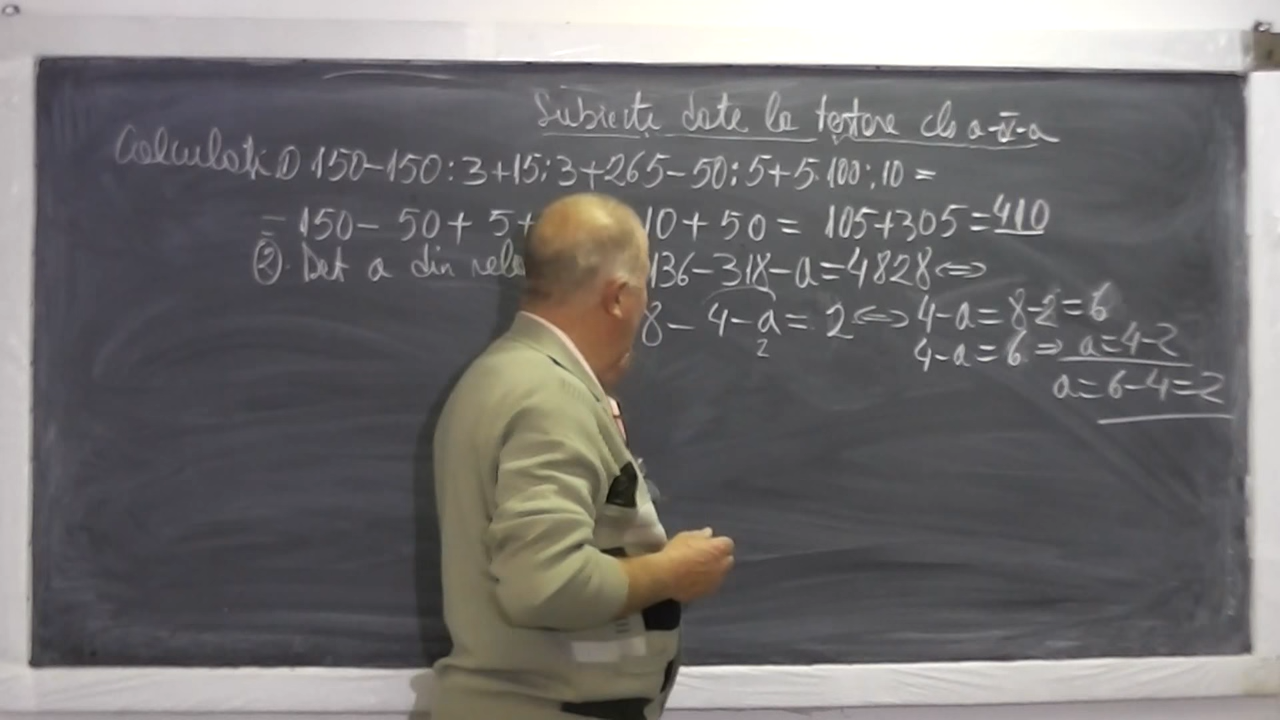 Subiecte date la testare cls a-V-a
Calculati ① 150-150:3+15:3+265-50:5+5·100:10=
=150-50+5+ 10+50=105+305=410
②. Det a din 136-318-a=4828⇔
8-4-a=2⇔4-a=8-2=6
2
4-a=6⇒a=4-2
a=6-4=2